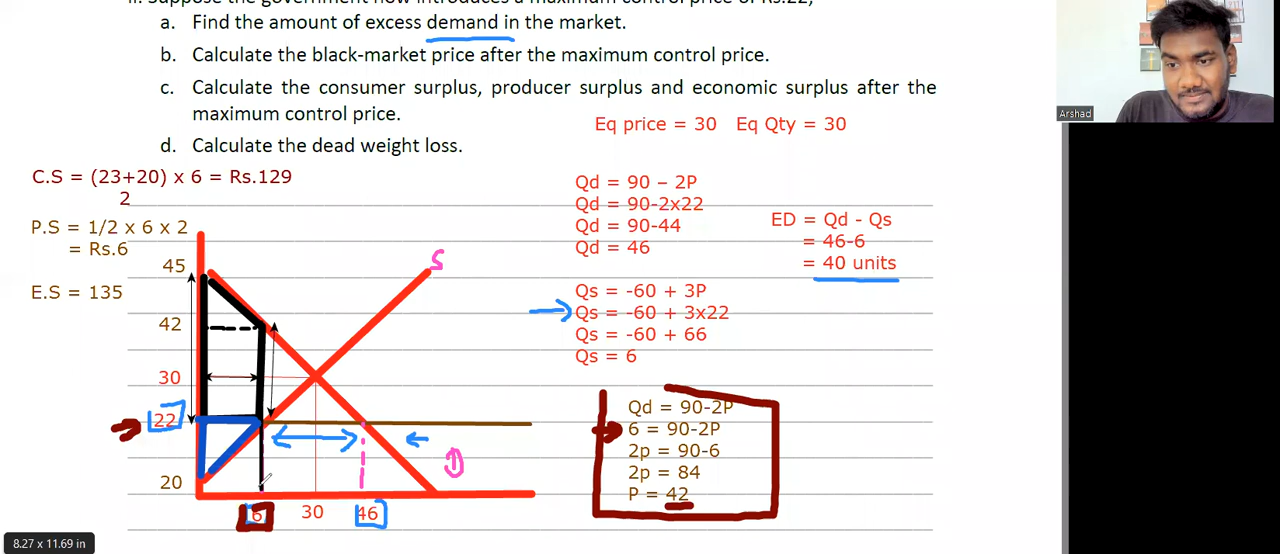 a. Find the amount of excess demand in the market.
b. Calculate the black-market price after the maximum control price.
c. Calculate the consumer surplus, producer surplus and economic surplus after the
maximum control price.
Eq price = 30 Eq Qty = 30
d. Calculate the dead weight loss.
C.S = (23+20) x 6 = Rs.129
2
P.S = 1/2 x 6 x 2
= Rs.6
E.S = 135
45
42
30
22
20
S
D
6
30
46
Qd = 90 – 2P
Qd = 90-2x22
Qd = 90-44
Qd = 46
ED = Qd - Qs
= 46-6
= 40 units
Qs = -60 + 3P
Qs = -60 + 3x22
Qs = -60 + 66
Qs = 6
Qd = 90-2P
6 = 90-2P
2p = 90-6
2p = 84
P = 42
Arshad
8.27 x 11.69 in